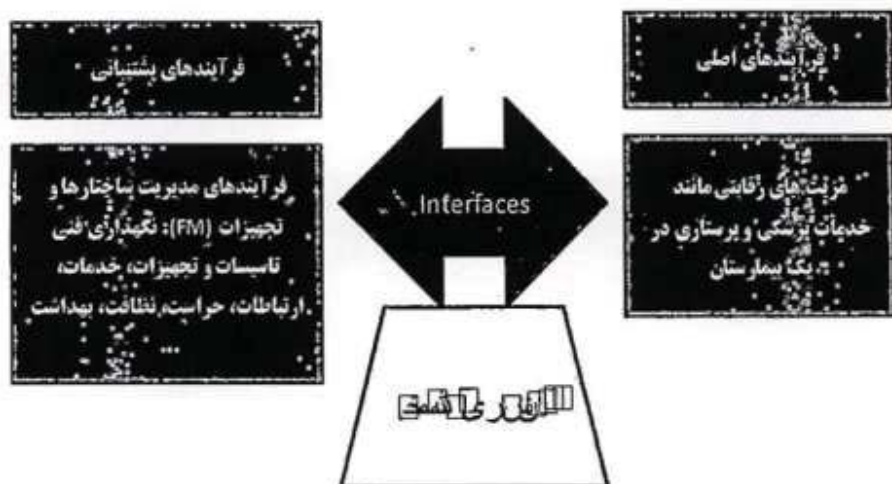 فرآیندهای اصلی
مزیت های رقابتی مانند
خدمات پزشکی و پرستاری در
یک بیمارستان
Interfaces
فرآیندهای پشتیبانی
فرآیندهای مدیریت ساختارها و
تجهیزات (FM): نگهداری فنی
تاسیسات و تجهیزات، خدمات،
ارتباطات، حراست، نظافت، بهداشت
...